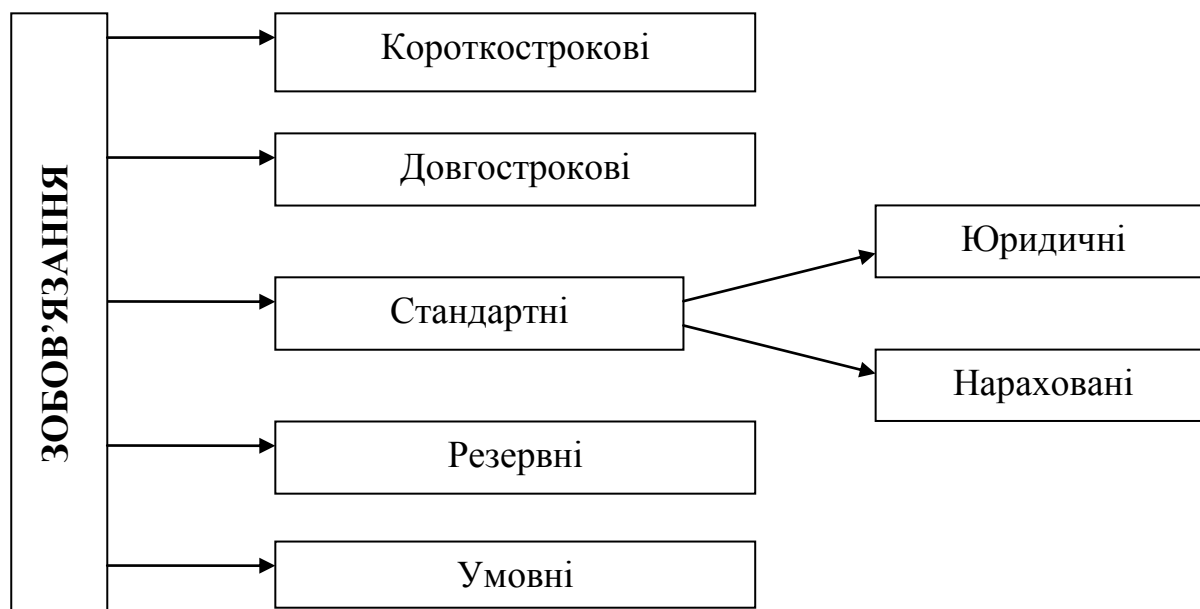 ЗОБОВ’ЯЗАННЯ
Короткострокові
Довгострокові
Стандартні
Юридичні
Нараховані
Резервні
Умовні